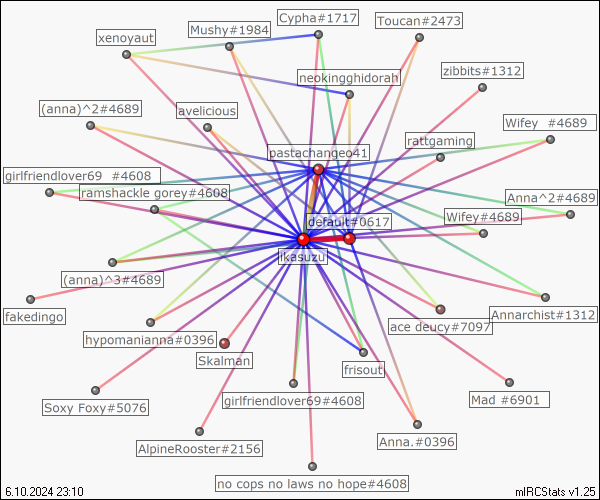 Cypha#1717
Toucan#2473
Mushy#1984
xenoyaut
neokingghidorah
zibbits#1312
(anna)^2#4689
avelicious
Wifey  #4689
rattgaming
pastachangeo41
girlfriendlover69  #4608
ramshackle gorey#4608
Anna^2#4689
default#0617
Wifey#4689
ikasuzu
(anna)^3#4689
fakedingo
Annarchist#1312
ace deucy#7097
hypomanianna#0396
Skalman
frisout
Soxy Foxy#5076
girlfriendlover69#4608
Mad #6901
AlpineRooster#2156
Anna.#0396
no cops no laws no hope#4608
6.10.2024 23:10
mIRCStats v1.25